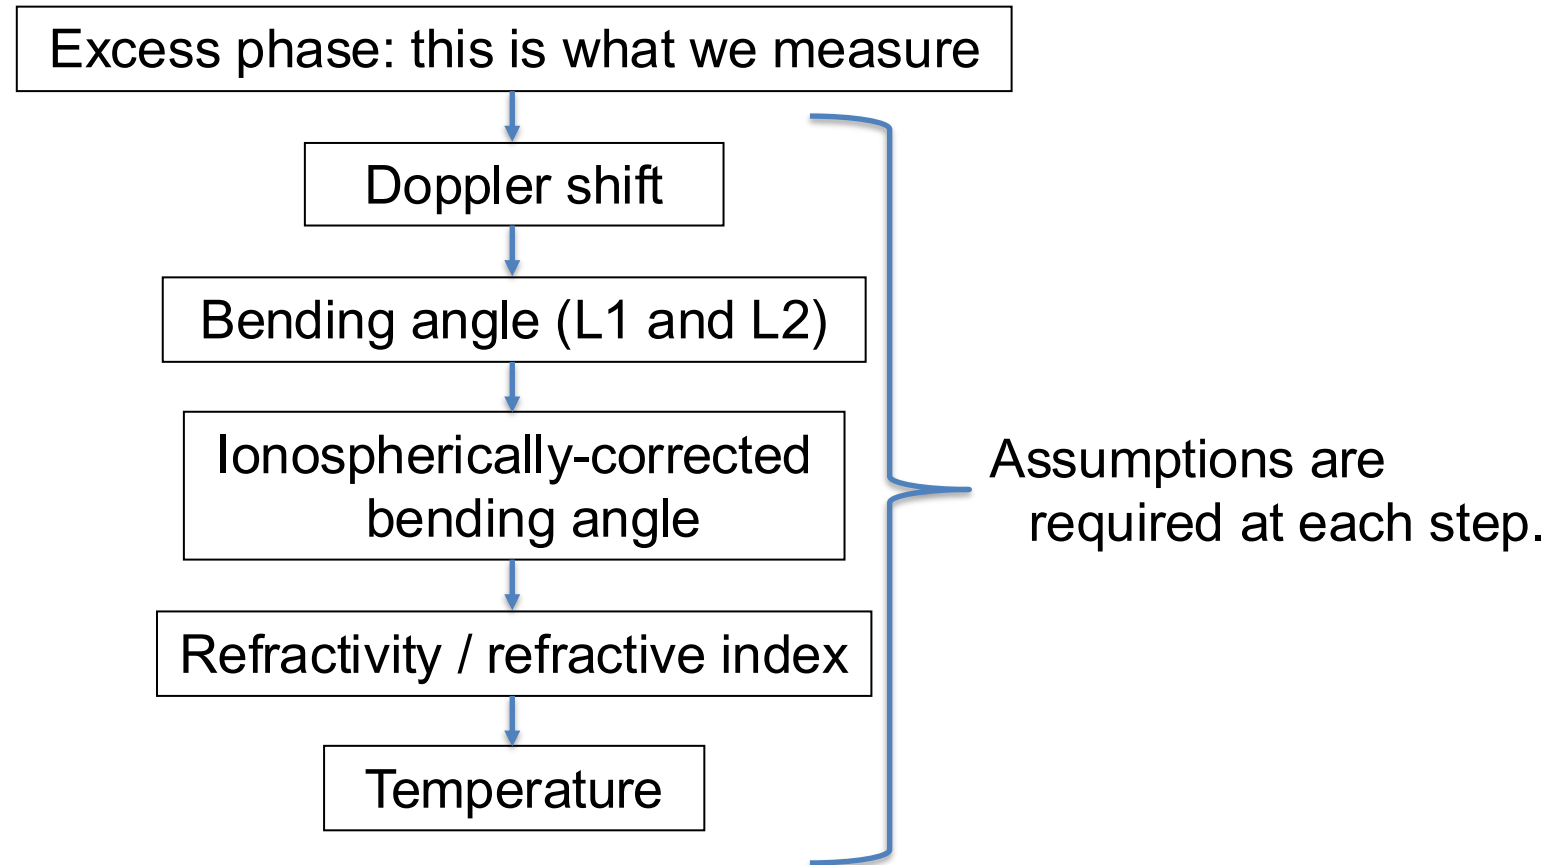 Excess phase: this is what we measure
Doppler shift
Bending angle (L1 and L2)
Ionospherically-corrected
bending angle
Refractivity / refractive index
Temperature
Assumptions are
required at each step.